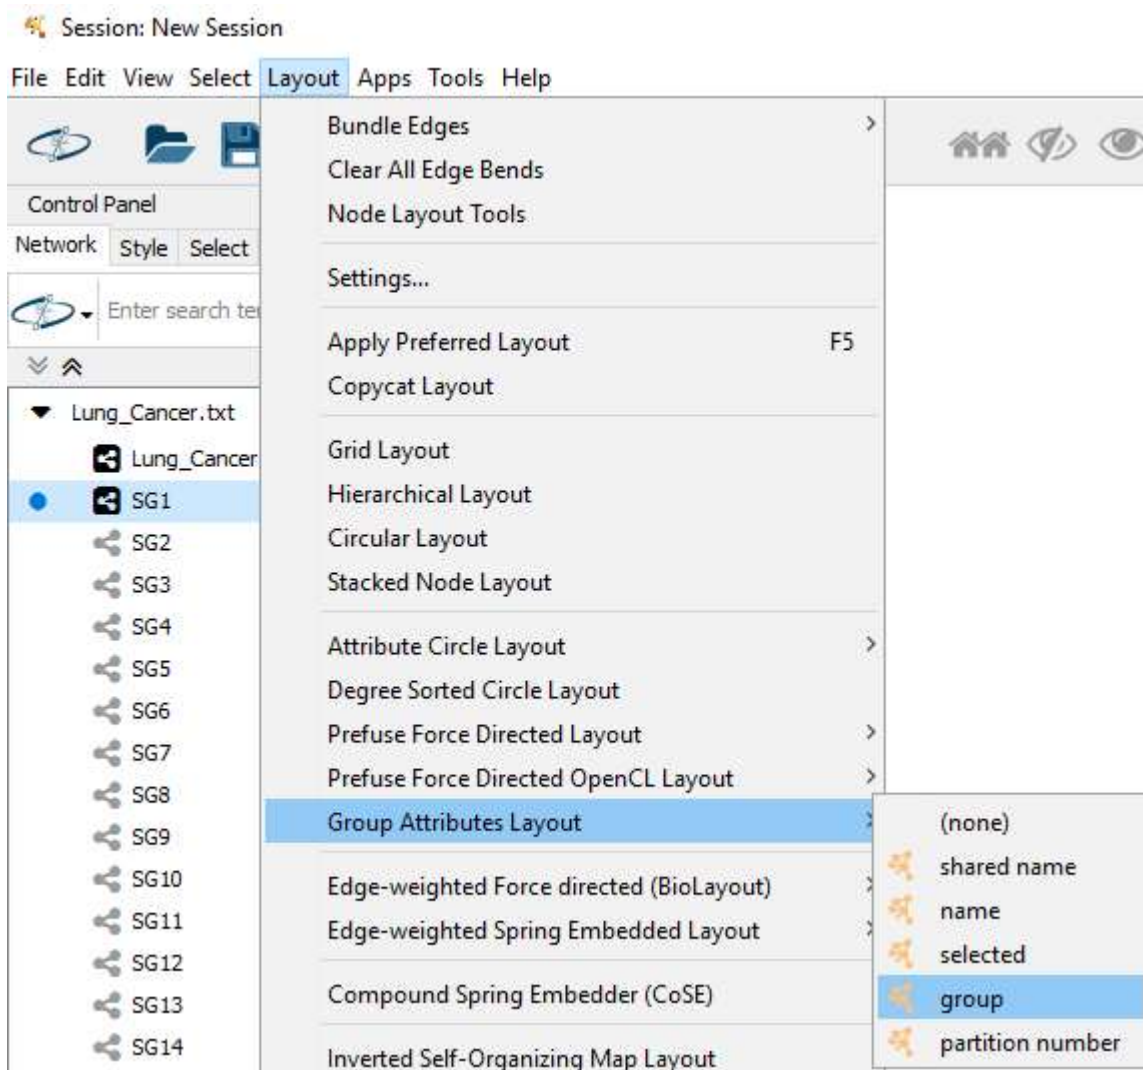 Session: New Session
File Edit View Select Layout Apps Tools Help
Control Panel
Network Style Select
Enter search
Lung_Cancer.txt
Lung_Cancer
SG1
SG2
SG3
SG4
SG5
SG6
SG7
SG8
SG9
SG10
SG11
SG12
SG13
SG14
Bundle Edges
Clear All Edge Bends
Node Layout Tools
Settings...
Apply Preferred Layout F5
Copycat Layout
Grid Layout
Hierarchical Layout
Circular Layout
Stacked Node Layout
Attribute Circle Layout
Degree Sorted Circle Layout
Prefuse Force Directed Layout
Prefuse Force Directed OpenCL Layout
Group Attributes Layout
Edge-weighted Force directed (BioLayout)
Edge-weighted Spring Embedded Layout
Compound Spring Embedder (CoSE)
Inverted Self-Organizing Map Layout
(none)
shared name
name
selected
group
partition number